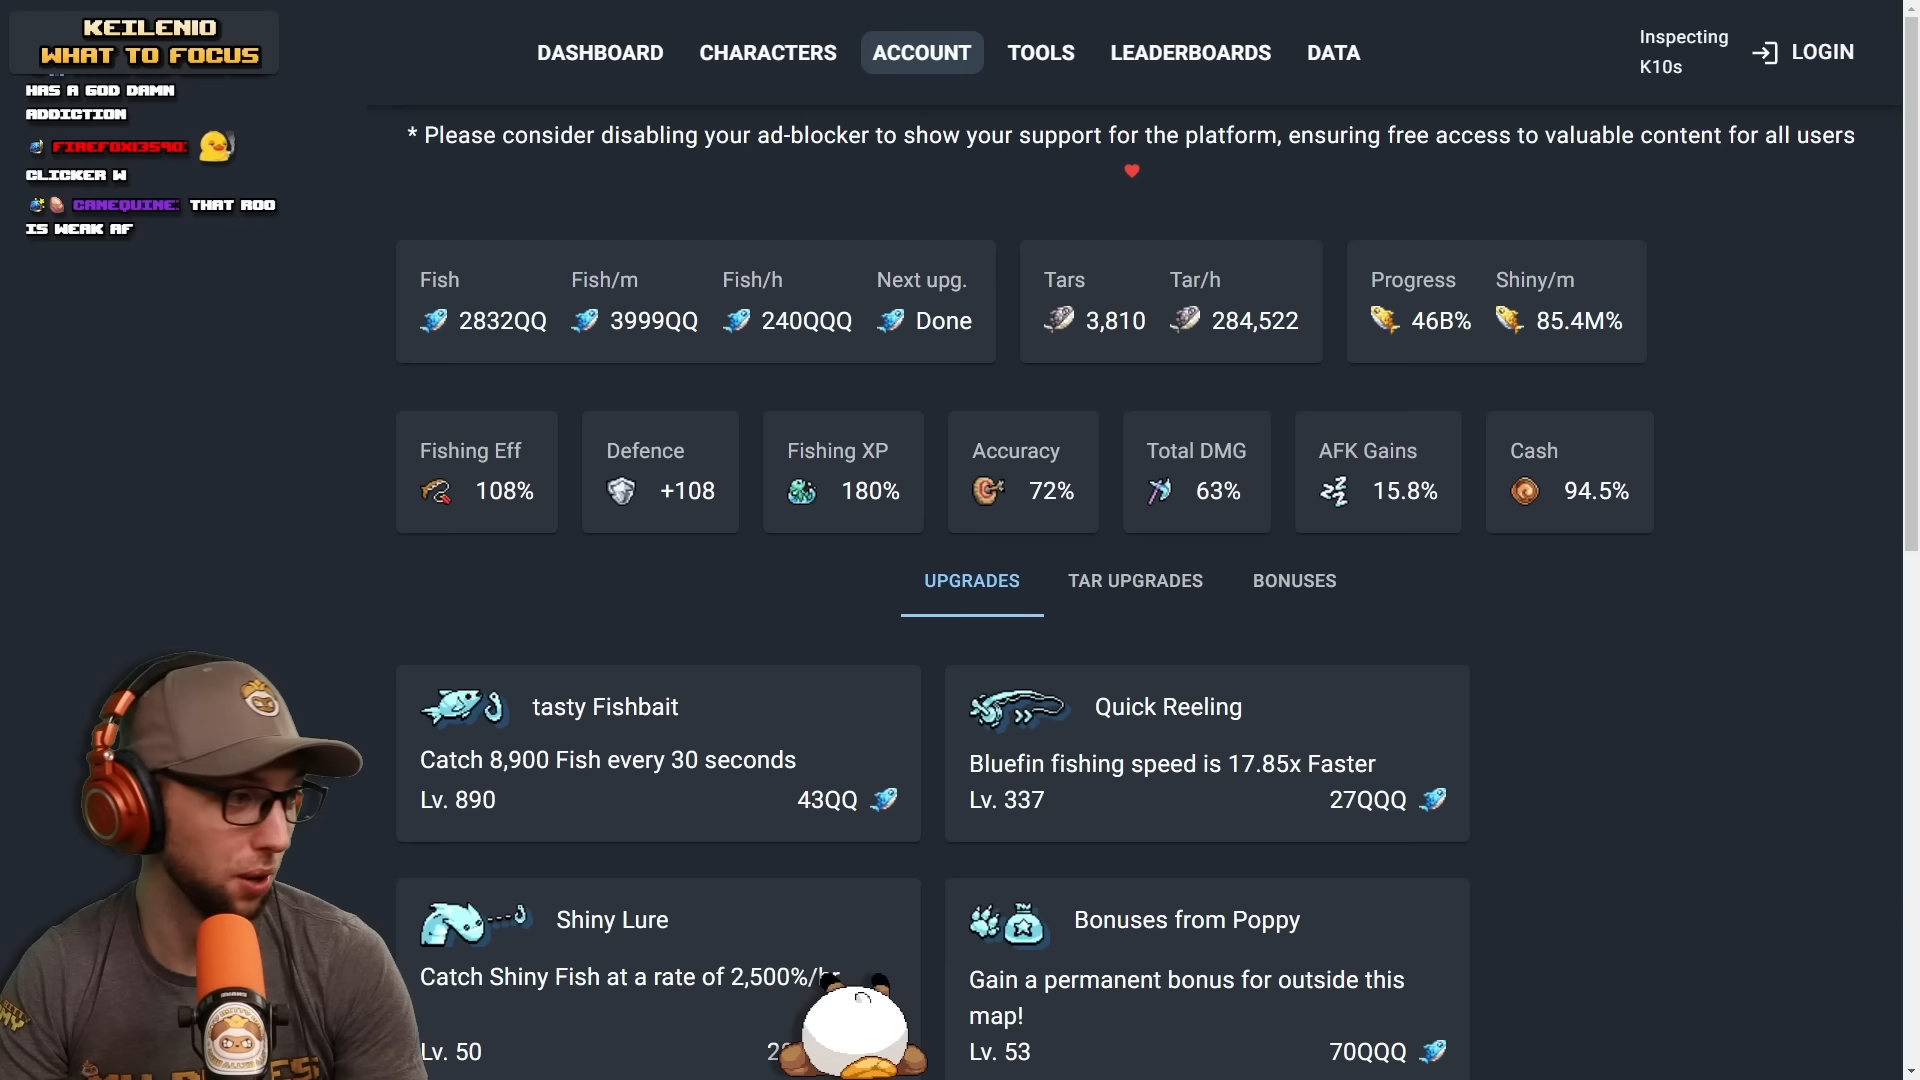 KEILENIO
WHAT TO FOCUS
HAS A GOD DAMN
ADDICTION
FIREFOX13590:
CLICKER W
CANEQUINE: THAT ROO
IS WEAK AF
DASHBOARD
CHARACTERS
ACCOUNT
TOOLS
LEADERBOARDS
DATA
Inspecting
K10s
LOGIN
* Please consider disabling your ad-blocker to show your support for the platform, ensuring free access to valuable content for all users
Fish
Fish/m
Fish/h
Next upg.
2832QQ
3999QQ
240QQQ
Done
Tars
Tar/h
3,810
284,522
Progress
Shiny/m
46B%
85.4M%
Fishing Eff
108%
Defence
+108
Fishing XP
180%
Accuracy
72%
Total DMG
63%
AFK Gains
15.8%
Cash
94.5%
UPGRADES
TAR UPGRADES
BONUSES
tasty Fishbait
Catch 8,900 Fish every 30 seconds
Lv. 890
43QQ
Quick Reeling
Bluefin fishing speed is 17.85x Faster
Lv. 337
27QQQ
Shiny Lure
Catch Shiny Fish at a rate of 2,500%/hr
Lv. 50
Bonuses from Poppy
Gain a permanent bonus for outside this
map!
Lv. 53
70QQQ